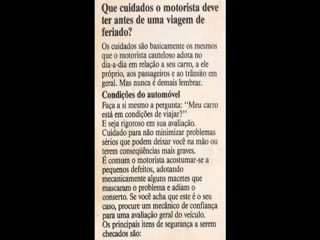 Que cuidados o motorista deve
ter antes de uma viagem de
feriado?
Os cuidados são basicamente os mesmos
que o motorista cauteloso adota no
dia-a-dia em relação a seu carro, a ele
próprio, aos passageiros e ao trânsito em
geral. Mas nunca é demais lembrar.
Condições do automóvel
Faça a si mesmo a pergunta: "Meu carro
está em condições de viajar?"
E seja rigoroso em sua avaliação.
Cuidado para não minimizar problemas
sérios que podem deixar você na mão ou
terem conseqüências mais graves.
É comum o motorista acostumar-se a
pequenos defeitos, adotando
mecanicamente alguns macetes que
mascaram o problema e adiam o
conserto. Se você acha que este é o seu
caso, procure um mecânico de confiança
para uma avaliação geral do veículo.
Os principais itens de segurança a serem
checados são: